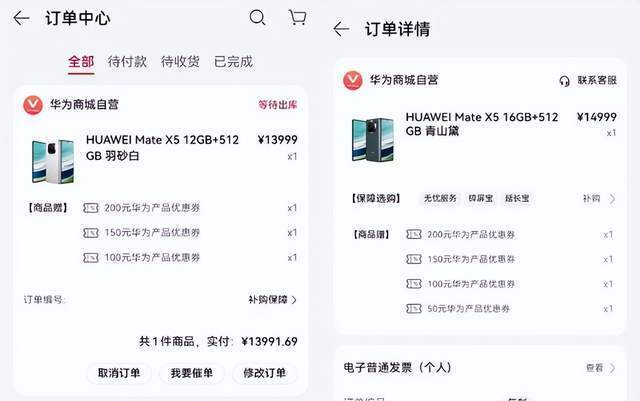 订单中心
全部 待付款 待收货 已完成
华为商城自营 等待出库
HUAWEI Mate X5 12GB+512 ¥13999
GB 羽砂白 x1
【商品赠】 200元华为产品优惠券 x1
150元华为产品优惠券 x1
100元华为产品优惠券 x1
订单编号: 补购保障 >
共1件商品，实付：¥13991.69
取消订单 我要催单 修改订单
订单详情
华为商城自营 联系客服
HUAWEI Mate X5 16GB+512 ¥14999
GB 青山黛 x1
【保障选购】 无忧服务 碎屏宝 延长宝 补购 >
【商品赠】 200元华为产品优惠券 x1
150元华为产品优惠券 x1
100元华为产品优惠券 x1
50元华为产品优惠券 x1
电子普通发票（个人） 查看 >